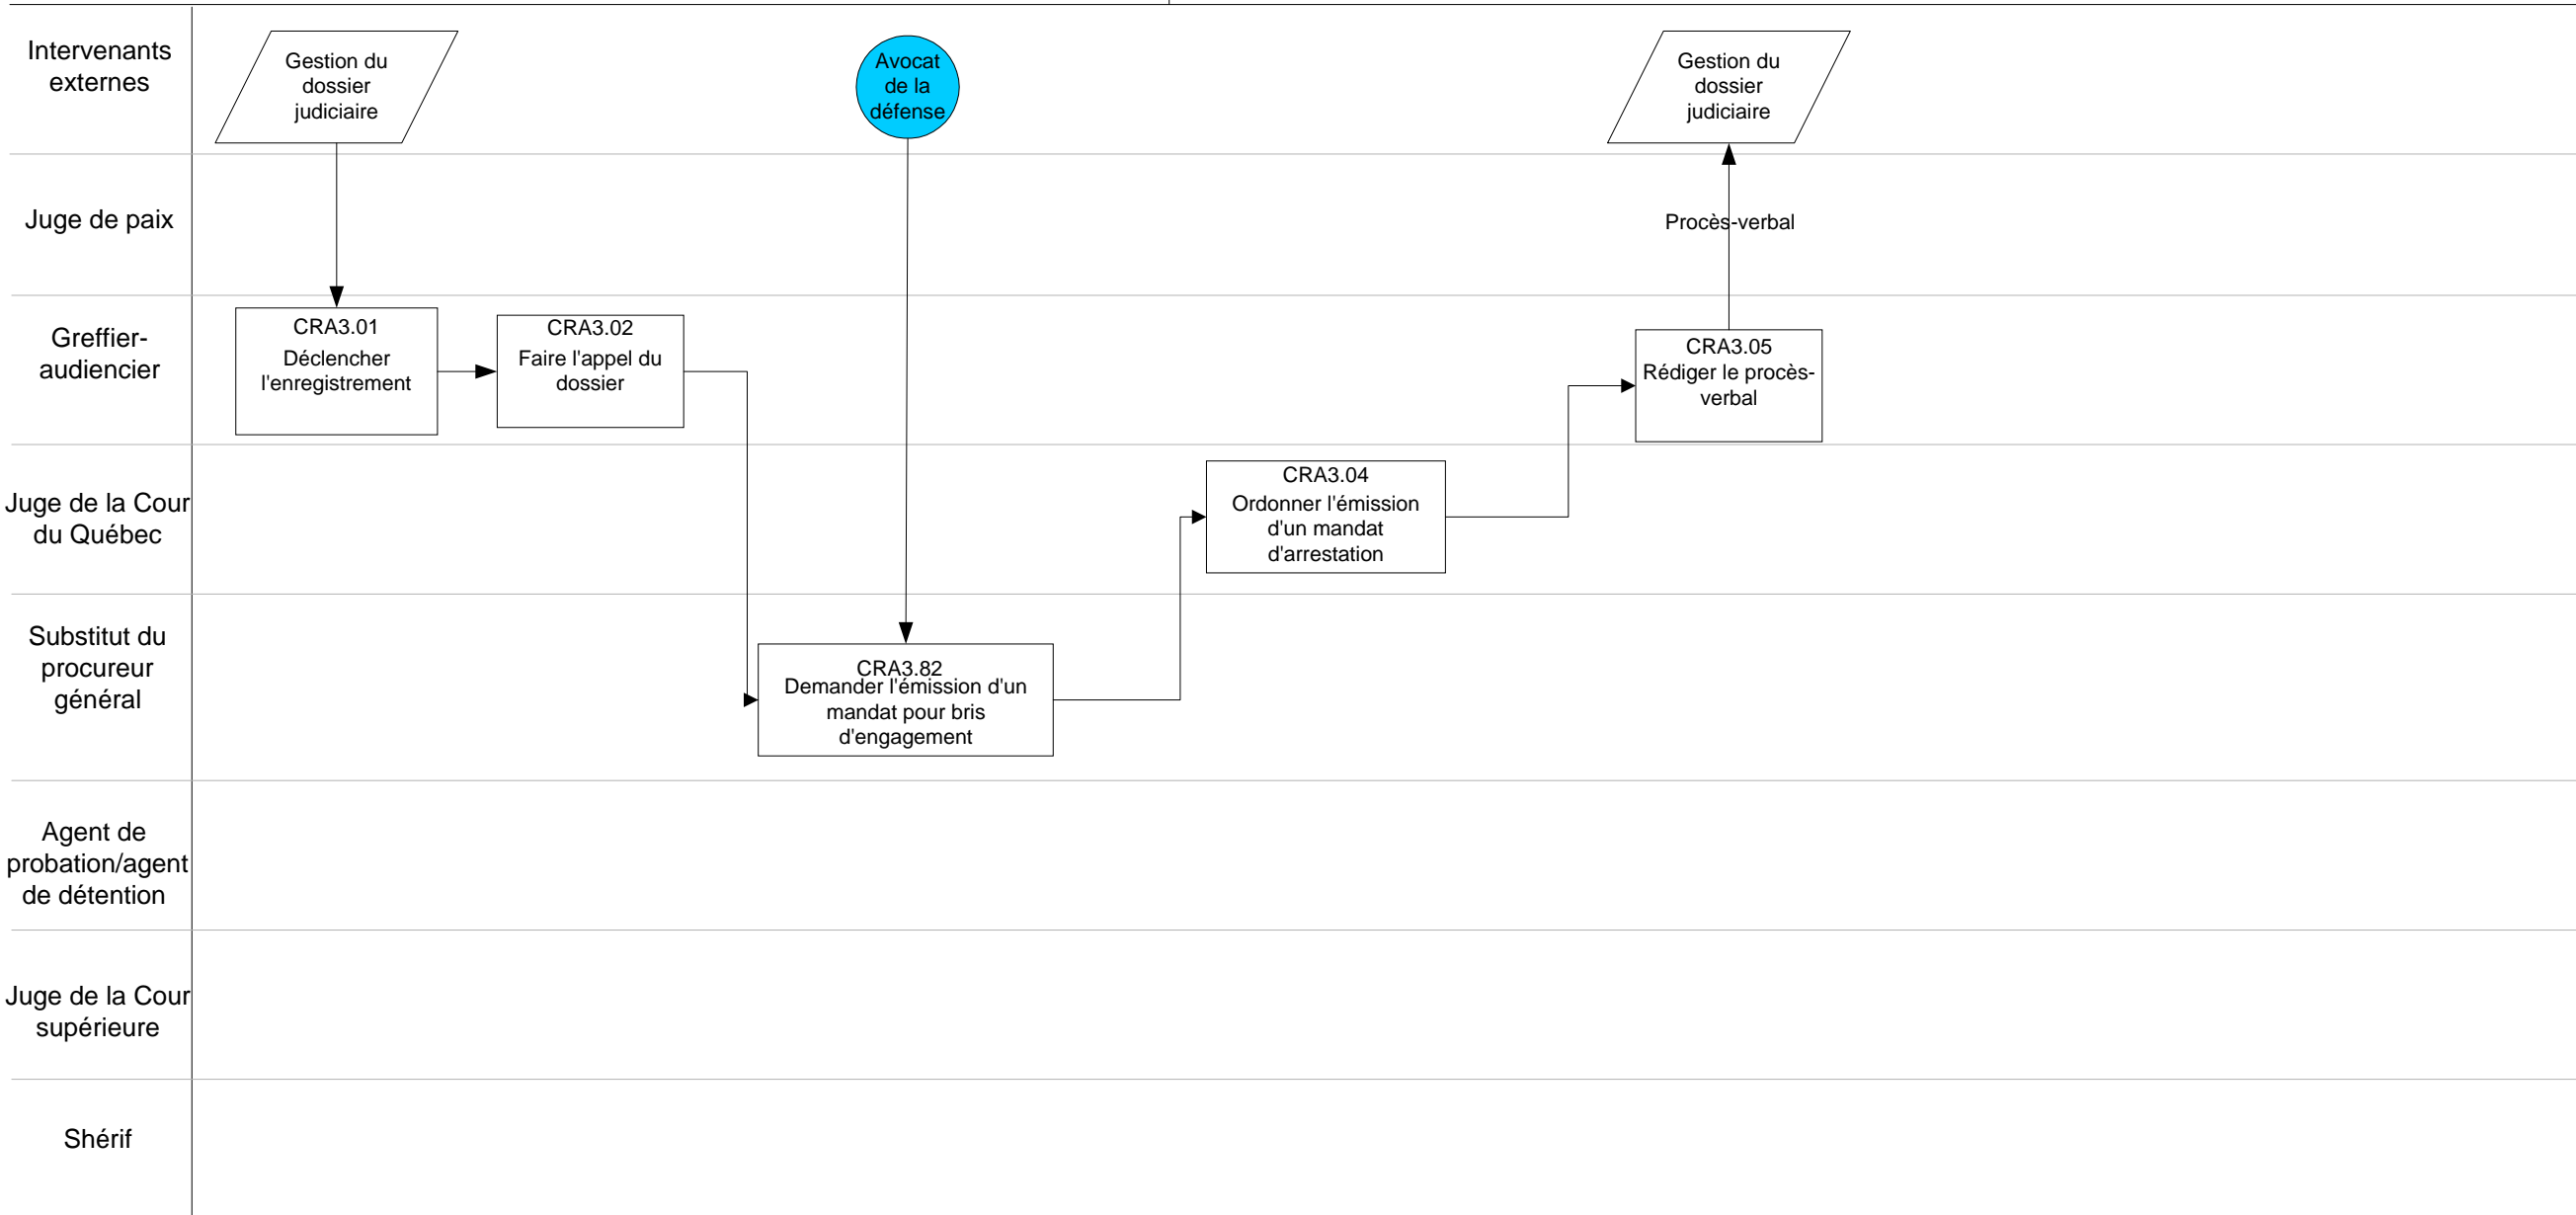 Intervenants
externes
Gestion du
dossier
judiciaire
Avocat
de la
défense
Gestion du
dossier
judiciaire
Juge de paix
Procès-verbal
Greffier-
audiencier
CRA3.01
Déclencher
l'enregistrement
CRA3.02
Faire l'appel du
dossier
CRA3.05
Rédiger le procès-
verbal
Juge de la Cour
du Québec
CRA3.04
Ordonner l'émission
d'un mandat
d'arrestation
Substitut du
procureur
général
CRA3.82
Demander l'émission d'un
mandat pour bris
d'engagement
Agent de
probation/agent
de détention
Juge de la Cour
supérieure
Shérif